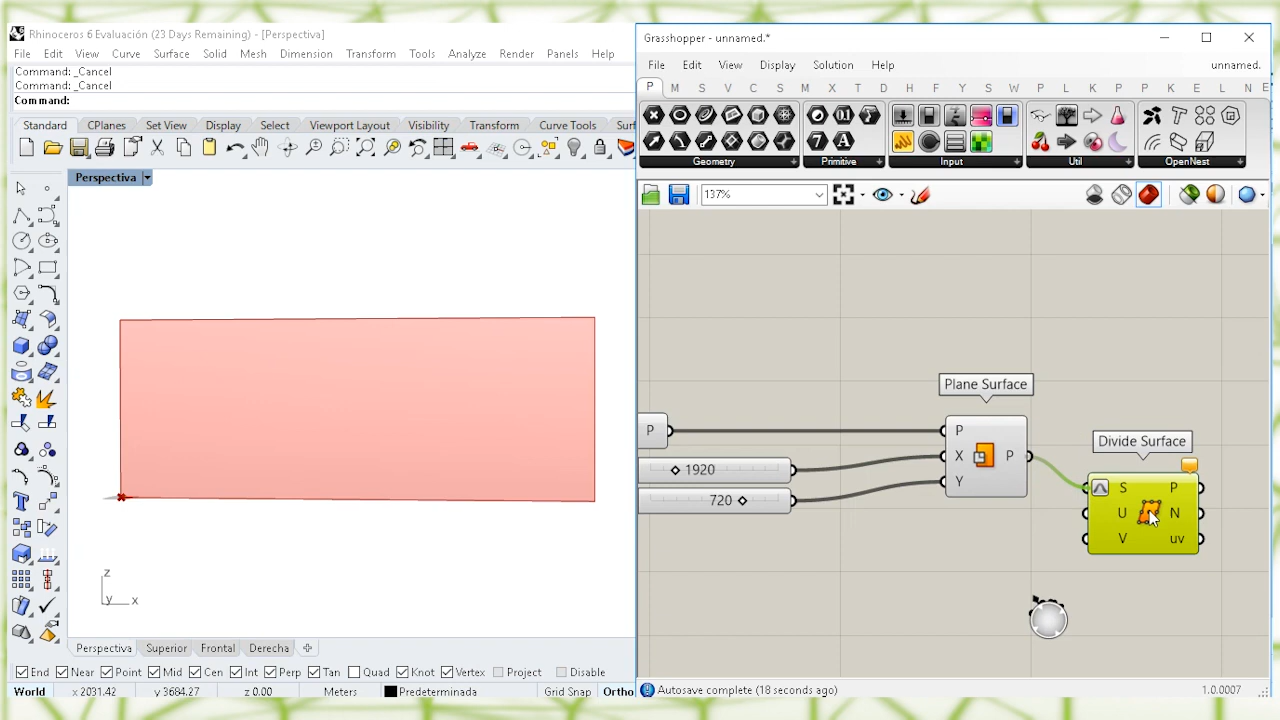 Rhinoceros 6 Evaluación (23 Days Remaining) - [Perspectiva]
File Edit View Curve Surface Solid Mesh Dimension Transform Tools Analyze Render Panels Help
Command: _Cancel
Command: _Cancel
Command:
Standard CPlanes Set View Display Select Viewport Layout Visibility Transform Curve Tools Surf
Perspectiva
z
y x
Perspectiva Superior Frontal Derecha
End Near Point Mid Cen Int Perp Tan Quad Knot Vertex Project Disable
World x 2031.42 y 3684.27 z 0.00 Meters Predeterminada Grid Snap Ortho
Grasshopper - unnamed.*
File Edit View Display Solution Help unnamed.
P M S V C S M X D H F Y S W P L K C P P K E L N E
Geometry Primitive Input Util OpenNest
137%
Plane Surface
P
P
X P
Y
1920
720
Divide Surface
S P
U N
V uv
Autosave complete (18 seconds ago) 1.0.0007